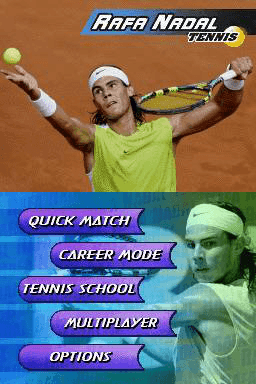 RAFA NADAL
TENNIS
QUICK MATCH
CAREER MODE
TENNIS SCHOOL
MULTIPLAYER
OPTIONS